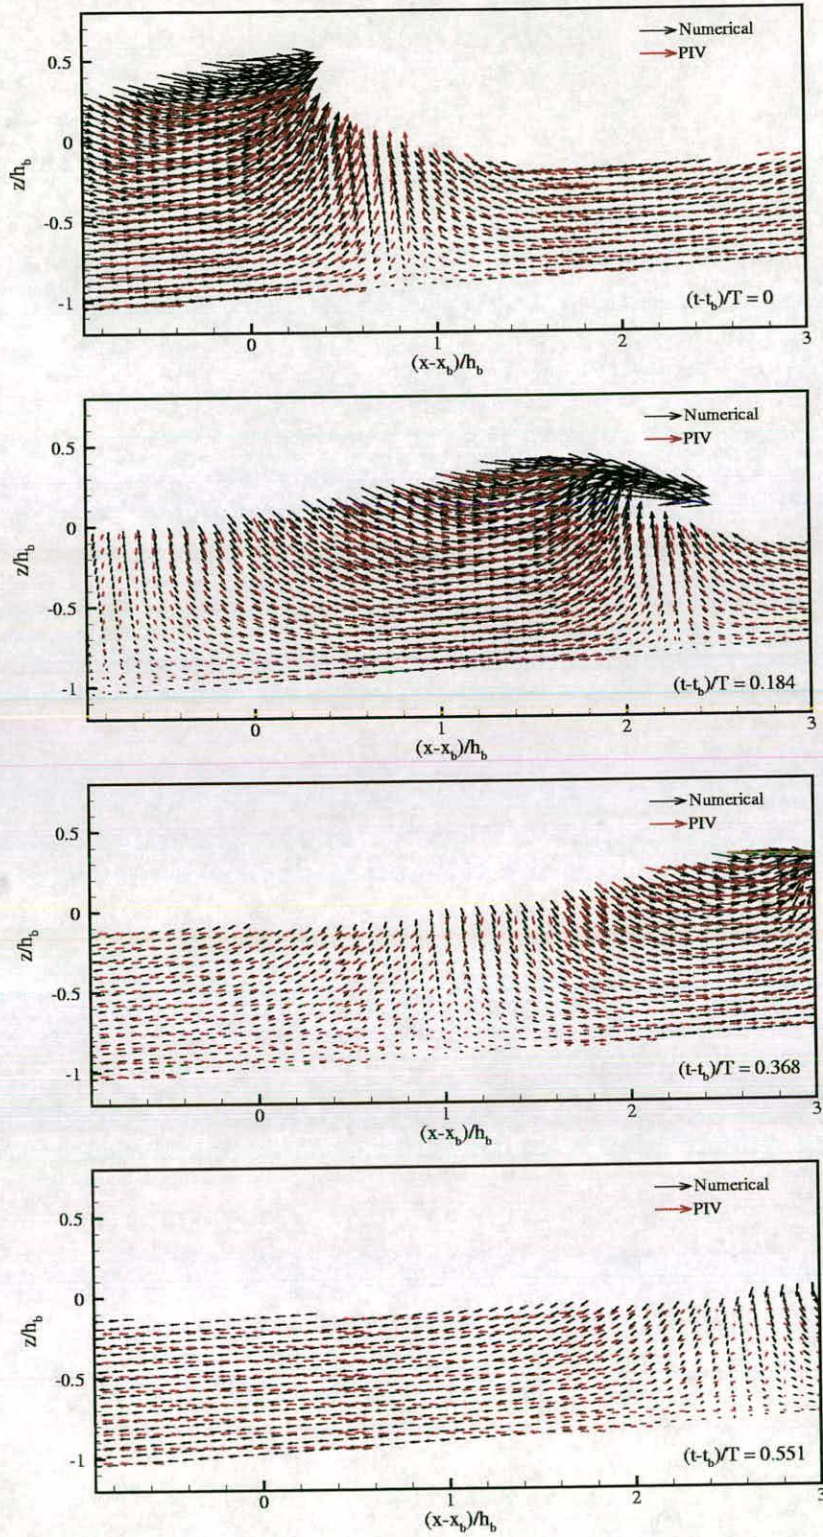 Numerical
PIV
0.5
0
-0.5
-1
z/h_b
(t-t_b)/T = 0
0 1 2 3
(x-x_b)/h_b
Numerical
PIV
0.5
0
-0.5
-1
z/h_b
(t-t_b)/T = 0.184
0 1 2 3
(x-x_b)/h_b
Numerical
PIV
0.5
0
-0.5
-1
z/h_b
(t-t_b)/T = 0.368
0 1 2 3
(x-x_b)/h_b
Numerical
PIV
0.5
0
-0.5
-1
z/h_b
(t-t_b)/T = 0.551
0 1 2 3
(x-x_b)/h_b